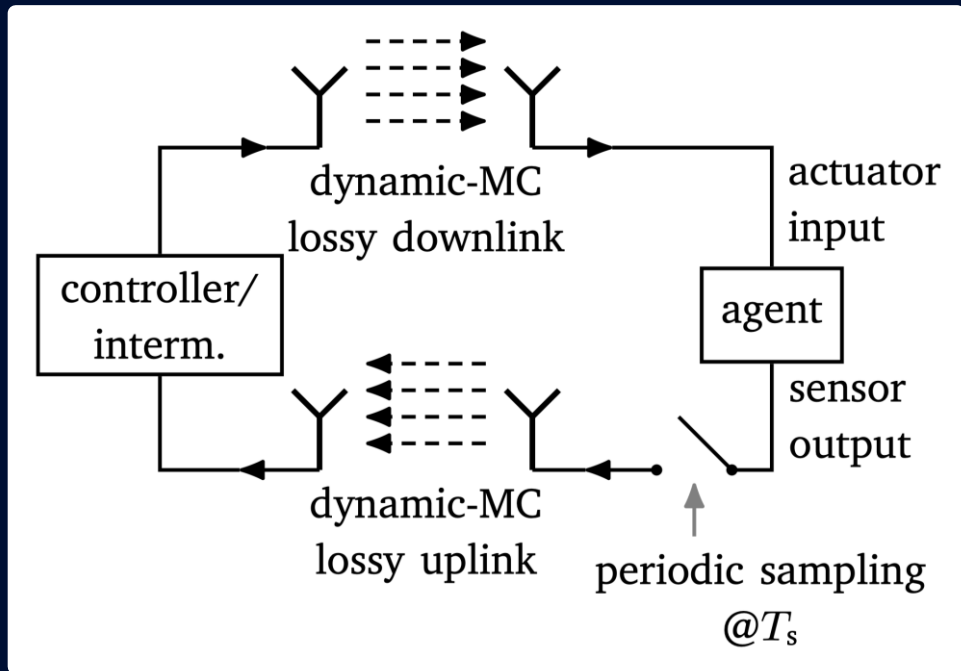 dynamic-MC
lossy downlink
actuator
input
controller/
interm.
agent
sensor
output
dynamic-MC
lossy uplink
periodic sampling
@Tₛ